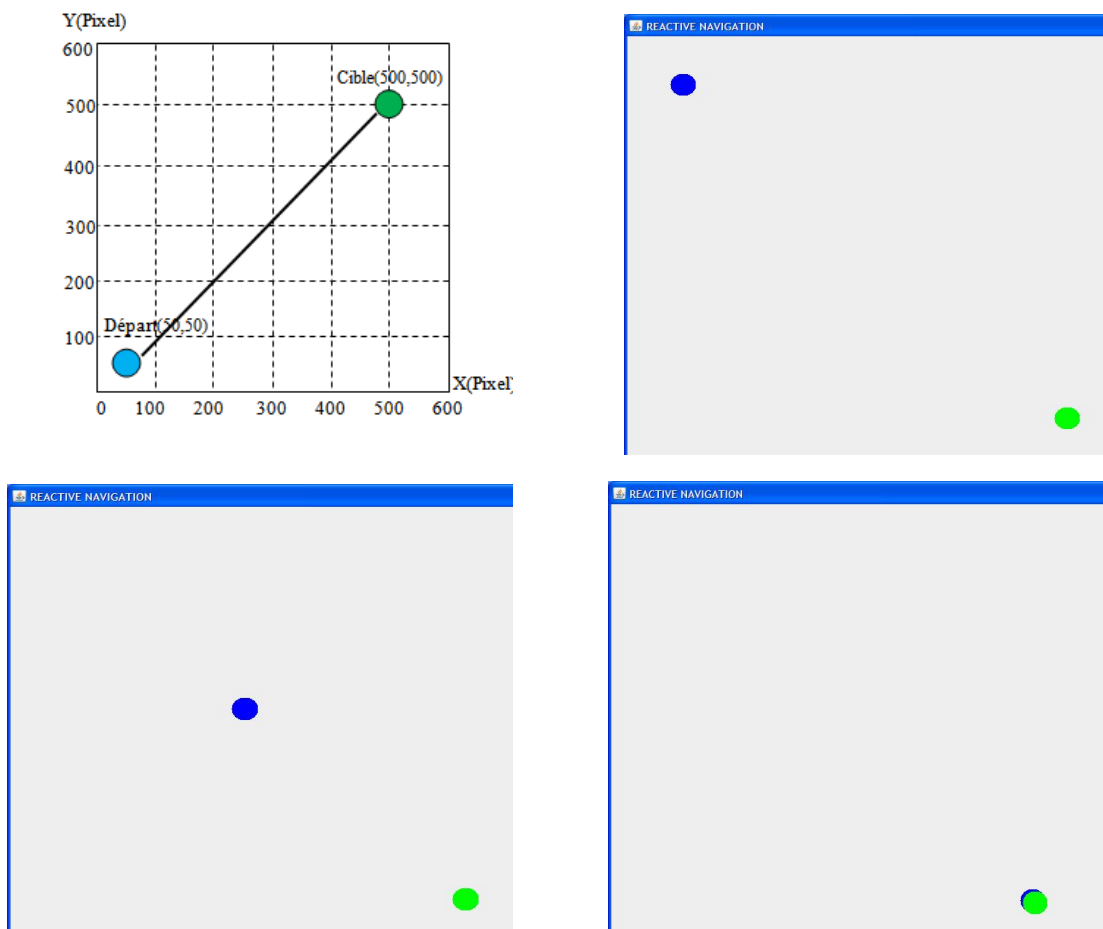 Y(Pixel)
600
Cible(500,500)
500
400
300
200
Départ(50,50)
100
X(Pixel)
0 100 200 300 400 500 600
REACTIVE NAVIGATION
REACTIVE NAVIGATION
REACTIVE NAVIGATION